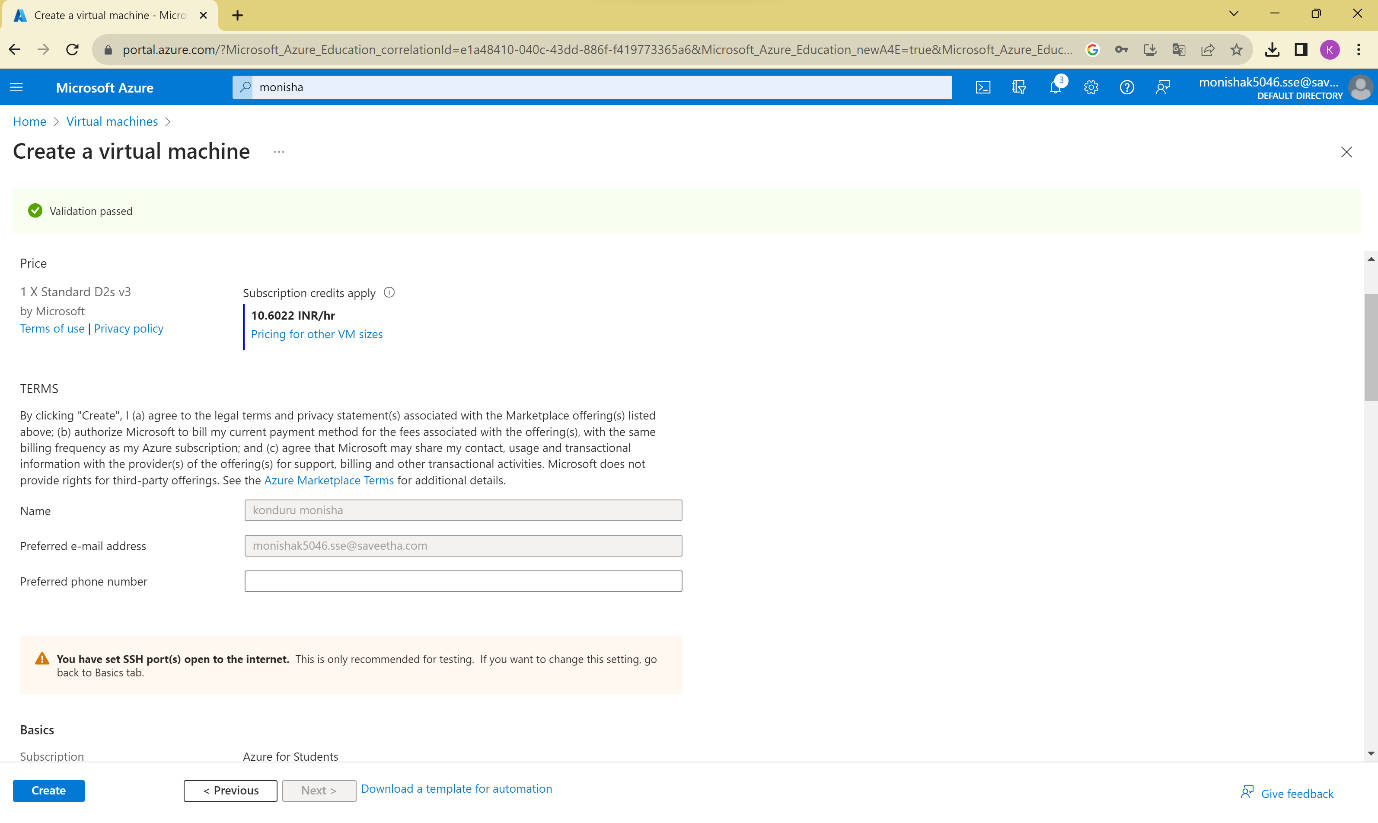 Create a virtual machine - Micro
portal.azure.com/?Microsoft_Azure_Education_correlationId=e1a48410-040c-43dd-886f-f419773365a6&Microsoft_Azure_Education_newA4E=true&Microsoft_Azure_Educ...
K
Microsoft Azure
monisha
3
monishak5046.sse@sav...
DEFAULT DIRECTORY
Home > Virtual machines >
Create a virtual machine ...
Validation passed
Price
1 X Standard D2s v3
by Microsoft
Terms of use | Privacy policy
Subscription credits apply
10.6022 INR/hr
Pricing for other VM sizes
TERMS
By clicking "Create", I (a) agree to the legal terms and privacy statement(s) associated with the Marketplace offering(s) listed
above; (b) authorize Microsoft to bill my current payment method for the fees associated with the offering(s), with the same
billing frequency as my Azure subscription; and (c) agree that Microsoft may share my contact, usage and transactional
information with the provider(s) of the offering(s) for support, billing and other transactional activities. Microsoft does not
provide rights for third-party offerings. See the Azure Marketplace Terms for additional details.
Name
konduru monisha
Preferred e-mail address
monishak5046.sse@saveetha.com
Preferred phone number
You have set SSH port(s) open to the internet. This is only recommended for testing. If you want to change this setting, go
back to Basics tab.
Basics
Subscription
Azure for Students
Create
< Previous
Next >
Download a template for automation
Give feedback